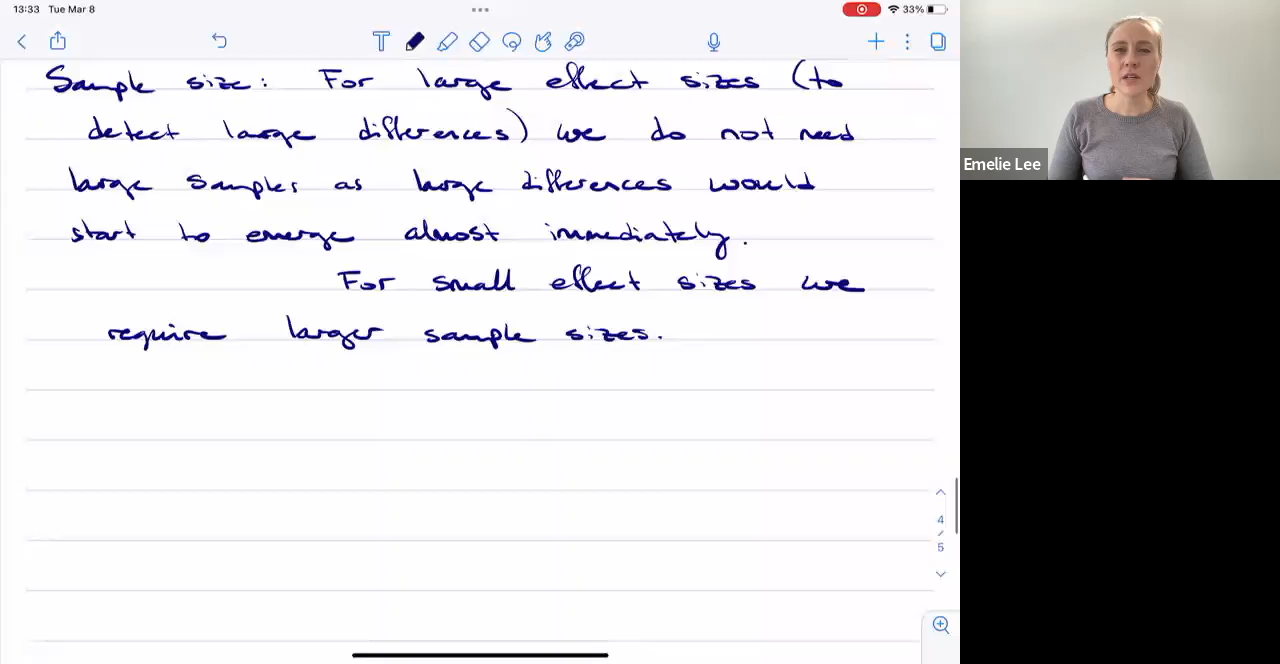 13:33 Tue Mar 8
33%
T
Sample size: For large effect sizes (to
detect large differences) we do not need
large samples as large differences would
start to emerge almost immediately.
For small effect sizes we
require larger sample sizes.
4
/
5
Emelie Lee